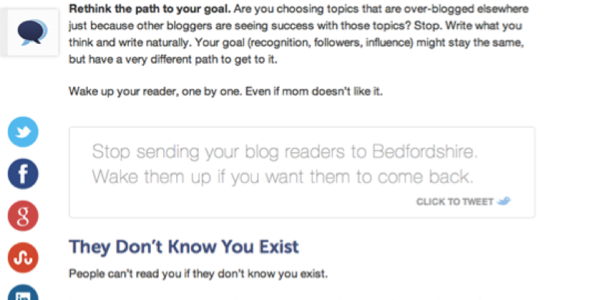 Rethink the path to your goal. Are you choosing topics that are over-blogged elsewhere
just because other bloggers are seeing success with those topics? Stop. Write what you
think and write naturally. Your goal (recognition, followers, influence) might stay the same,
but have a very different path to get to it.
Wake up your reader, one by one. Even if mom doesn't like it.
Stop sending your blog readers to Bedfordshire.
Wake them up if you want them to come back.
CLICK TO TWEET
They Don't Know You Exist
People can't read you if they don't know you exist.